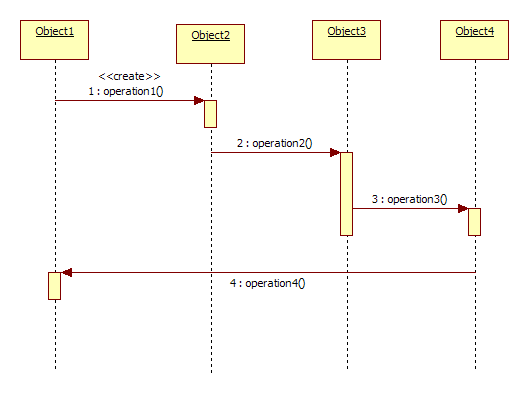 Object1
Object2
Object3
Object4
<<create>>
1 : operation1()
2 : operation2()
3 : operation3()
4 : operation4()